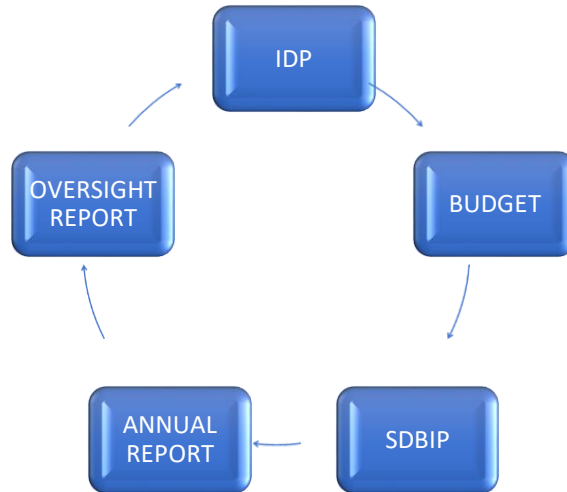 IDP
BUDGET
SDBIP
ANNUAL
REPORT
OVERSIGHT
REPORT